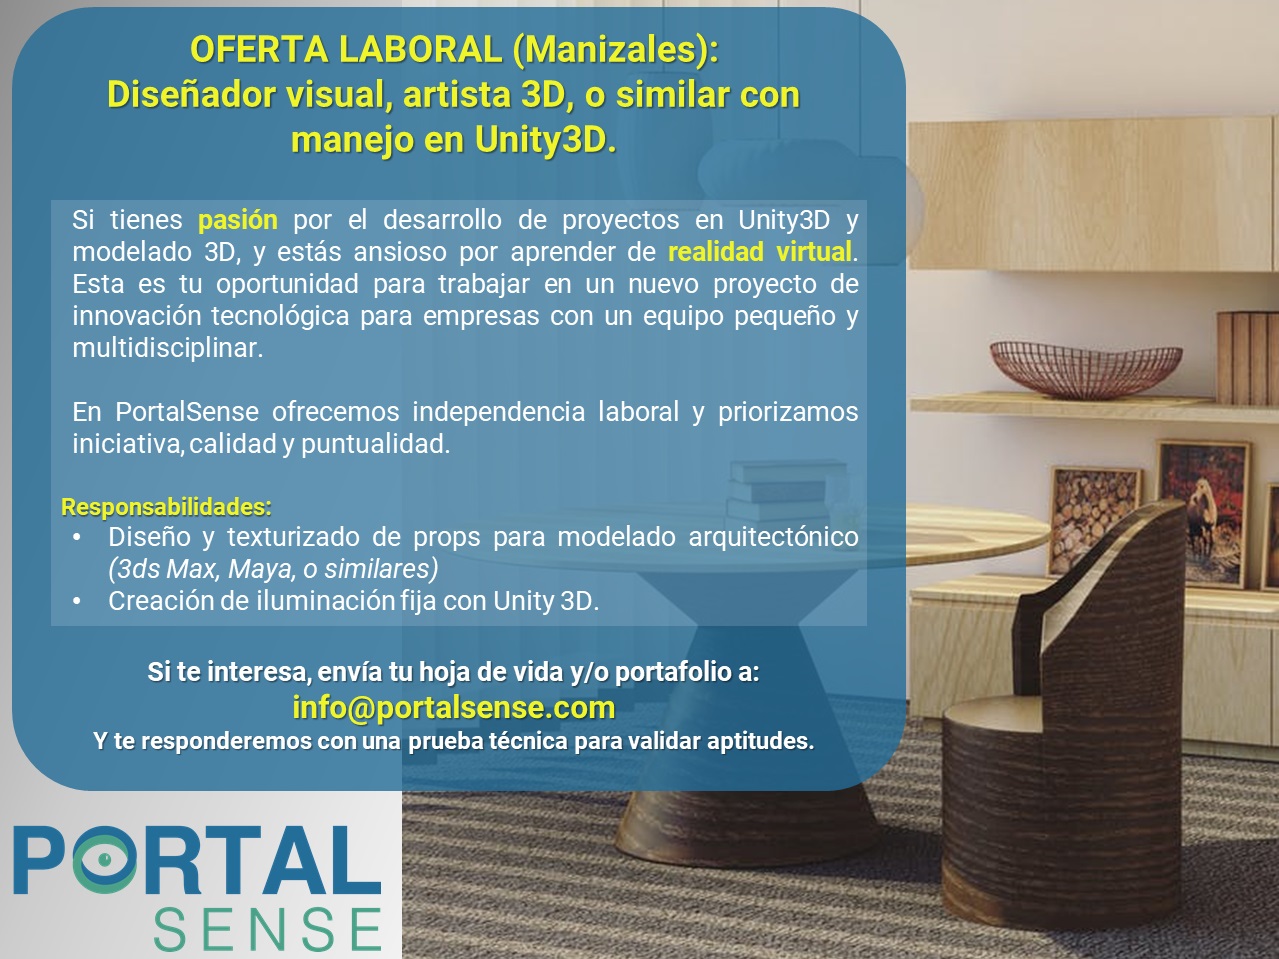 OFERTA LABORAL (Manizales):
Diseñador visual, artista 3D, o similar con
manejo en Unity3D.
Si tienes pasión por el desarrollo de proyectos en Unity3D y
modelado 3D, y estás ansioso por aprender de realidad virtual.
Esta es tu oportunidad para trabajar en un nuevo proyecto de
innovación tecnológica para empresas con un equipo pequeño y
multidisciplinar.
En PortalSense ofrecemos independencia laboral y priorizamos
iniciativa, calidad y puntualidad.
Responsabilidades:
• Diseño y texturizado de props para modelado arquitectónico
(3ds Max, Maya, o similares)
• Creación de iluminación fija con Unity 3D.
Si te interesa, envía tu hoja de vida y/o portafolio a:
info@portalsense.com
Y te responderemos con una prueba técnica para validar aptitudes.
PORTAL
SENSE